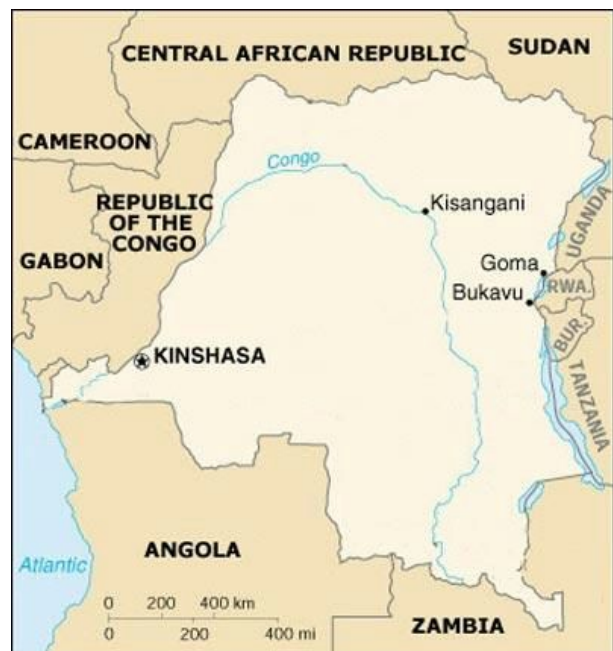 CENTRAL AFRICAN REPUBLIC
SUDAN
CAMEROON
Congo
REPUBLIC
OF THE
CONGO
Kisangani
UGANDA
GABON
Goma
RWA.
Bukavu
BUR.
KINSHASA
TANZANIA
ANGOLA
Atlantic
0 200 400 km
0 200 400 mi
ZAMBIA